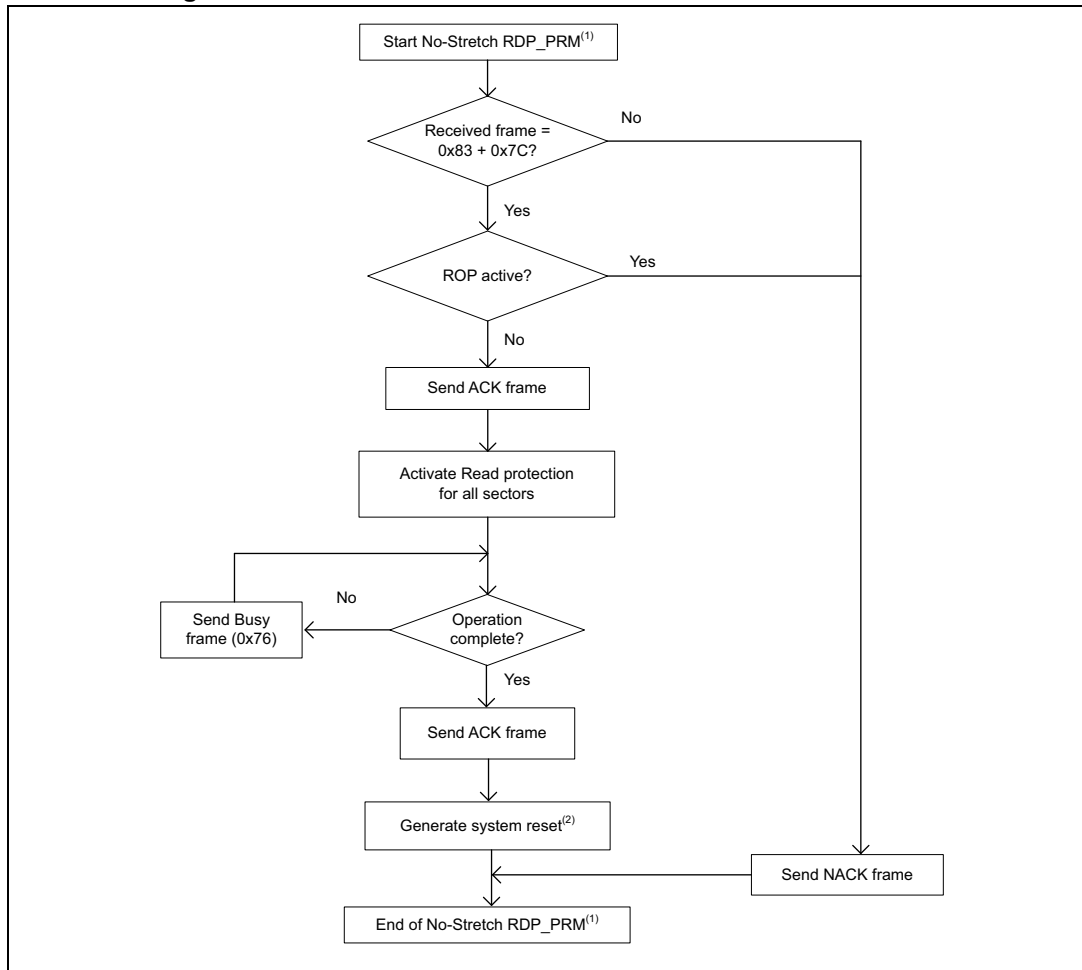 Start No-Stretch RDP_PRM(1)
Received frame =
0x83 + 0x7C?
No
Yes
ROP active?
Yes
No
Send ACK frame
Activate Read protection
for all sectors
No
Send Busy
frame (0x76)
Operation
complete?
Yes
Send ACK frame
Generate system reset(2)
Send NACK frame
End of No-Stretch RDP_PRM(1)